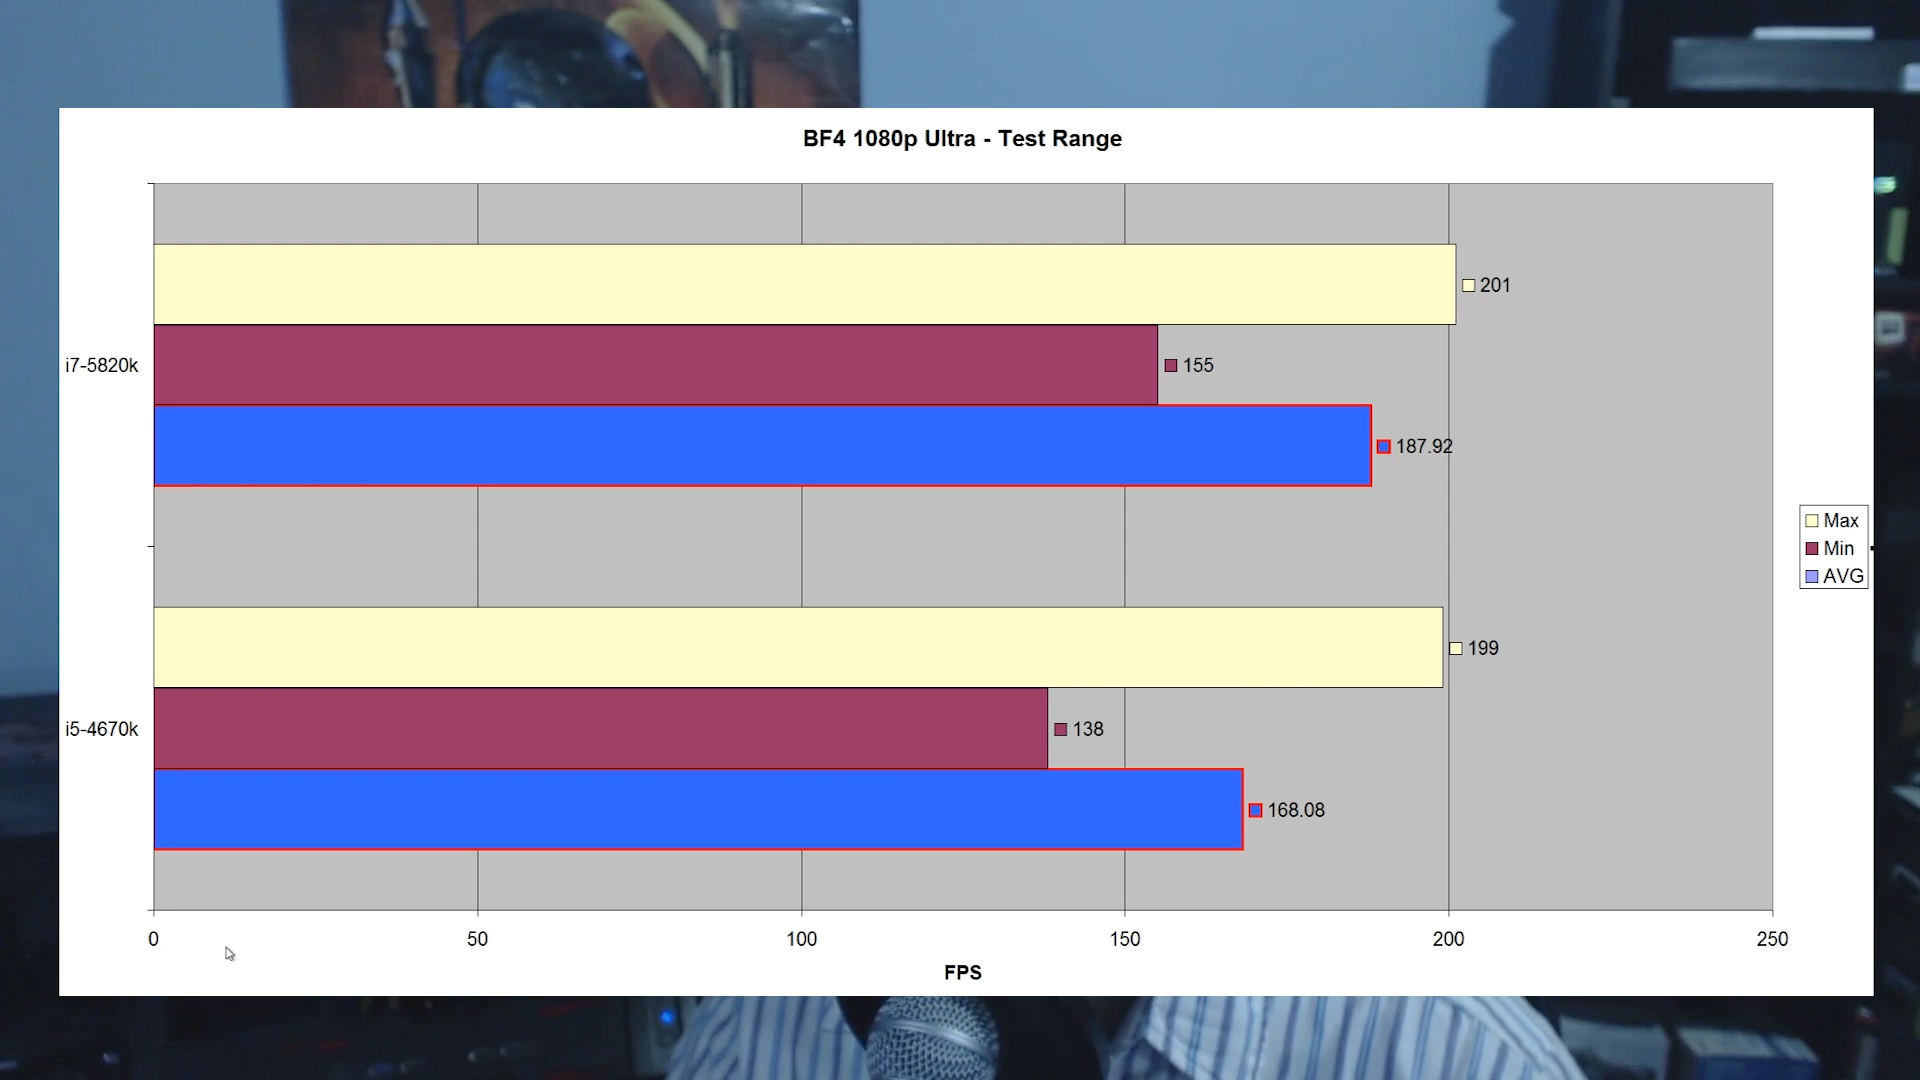 BF4 1080p Ultra - Test Range
201
i7-5820k
155
187.92
Max
Min
AVG
199
i5-4670k
138
168.08
0 50 100 150 200 250
FPS